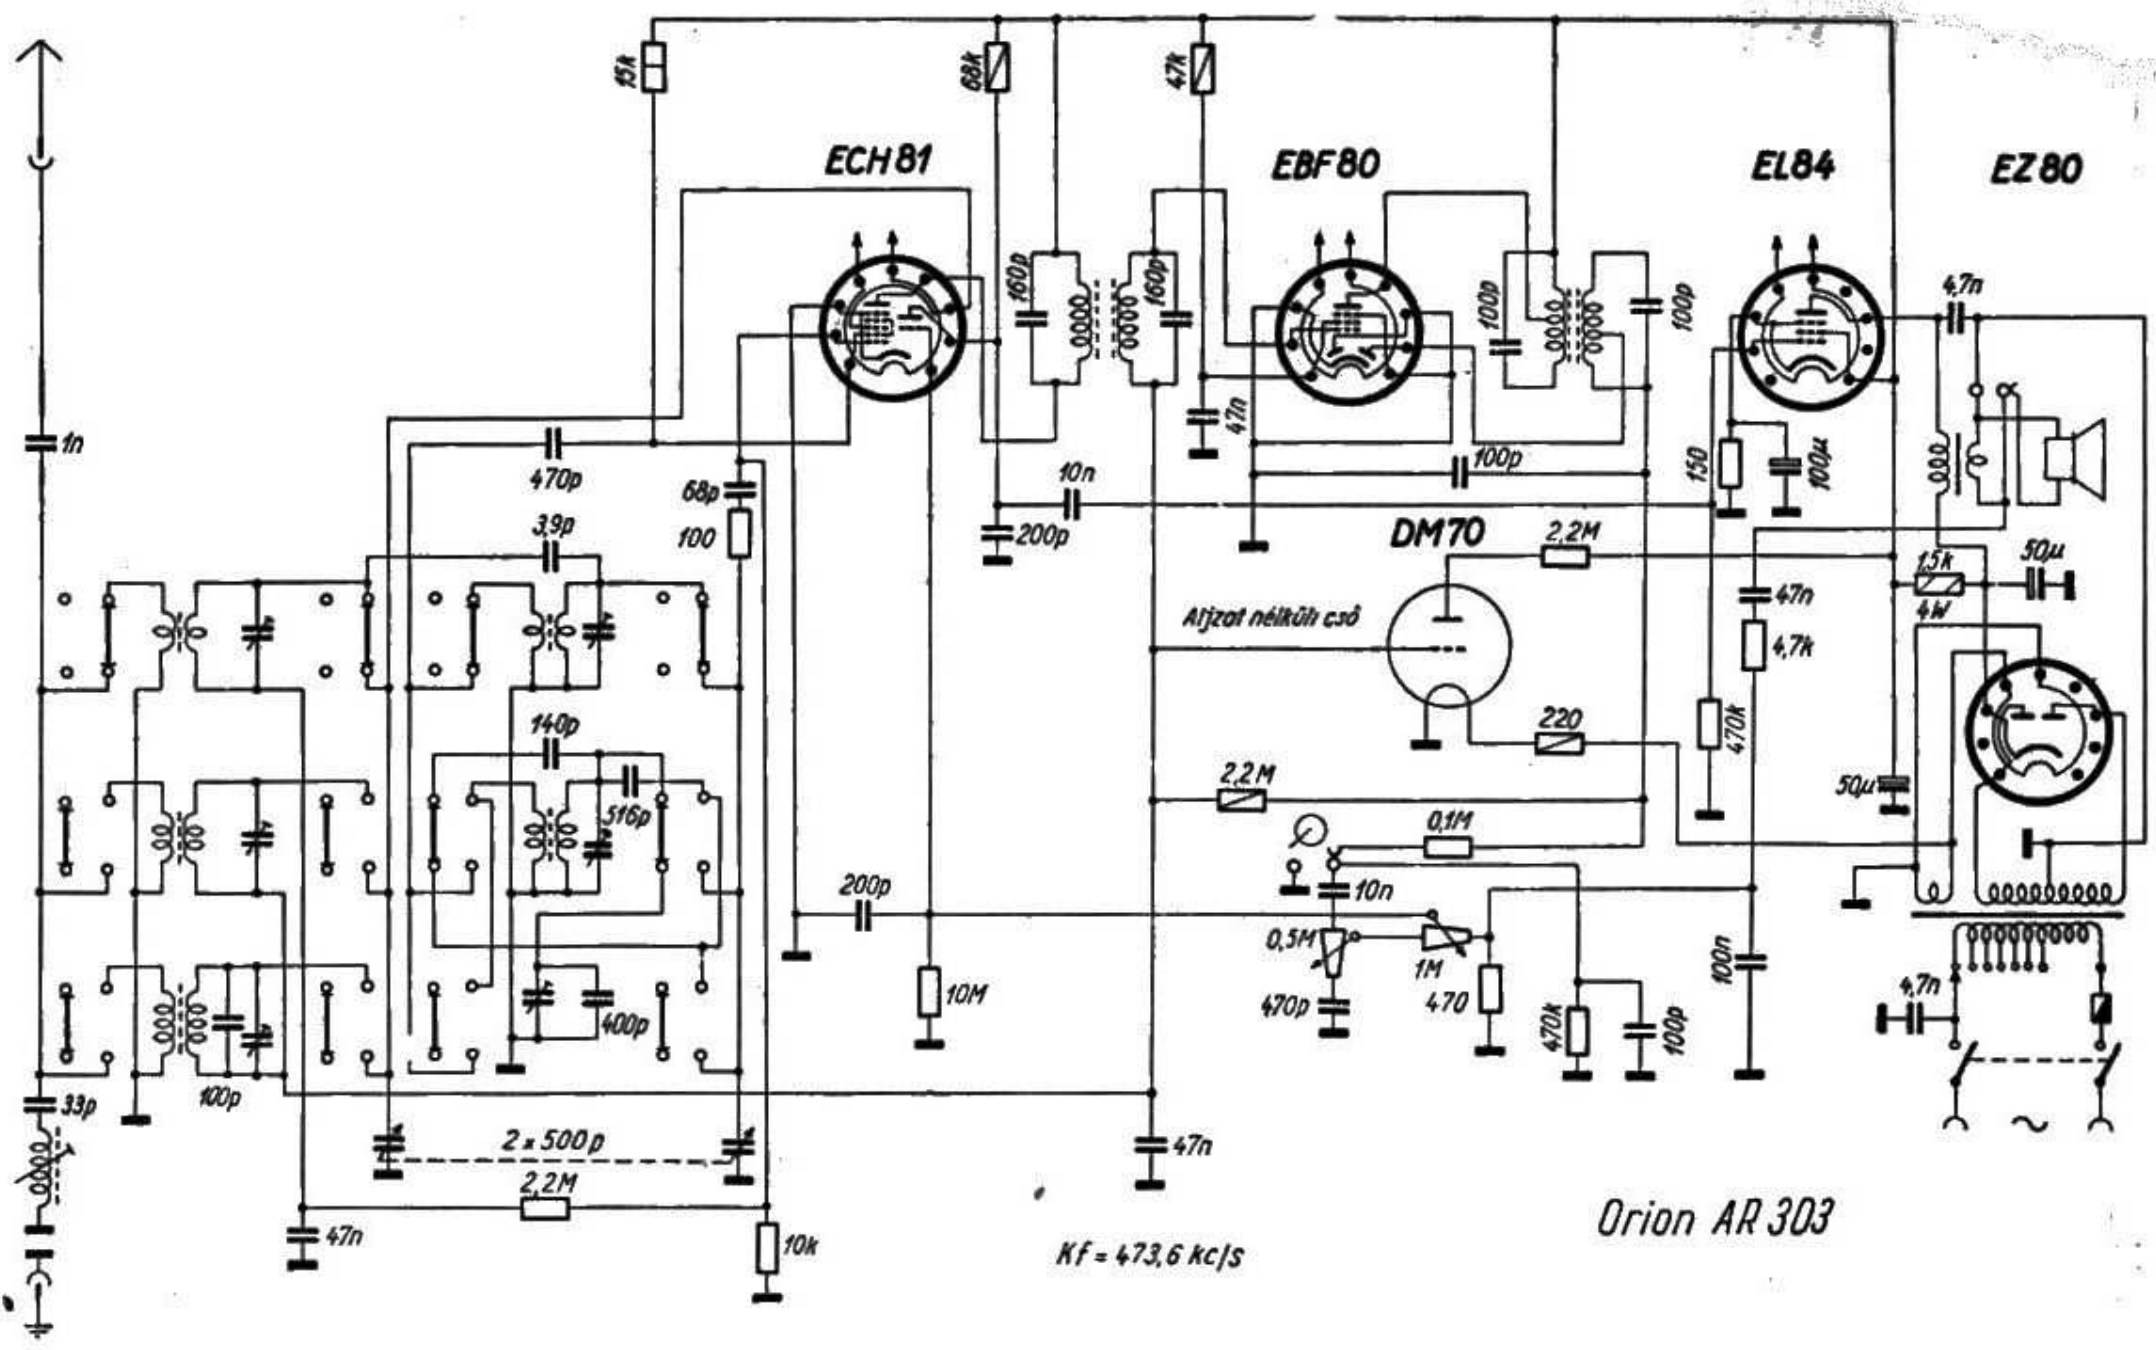 15k
68k
47k
ECH81
EBF80
EL84
EZ80
160p
160p
100p
100p
4,7n
1n
470p
68p
100
3,9p
10n
200p
47n
100p
150
100µ
DM70
2,2M
Aljzat nélküli cső
1,5k
4W
50µ
47n
4,7k
140p
516p
220
470k
2,2M
50µ
0,1M
200p
10n
0,5M
1M
10M
470p
470
470k
100p
100n
4,7n
400p
33p
100p
2 x 500p
47n
2,2M
47n
10k
Kf = 473,6 kc/s
Orion AR 303